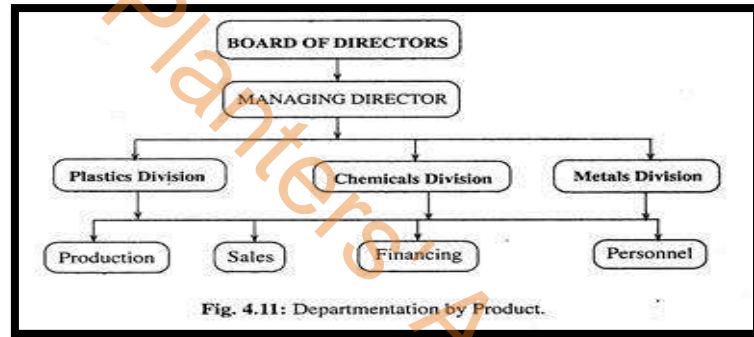 BOARD OF DIRECTORS
MANAGING DIRECTOR
Plastics Division Chemicals Division Metals Division
Production Sales Financing Personnel
Fig. 4.11: Departmentation by Product.
Planters' A